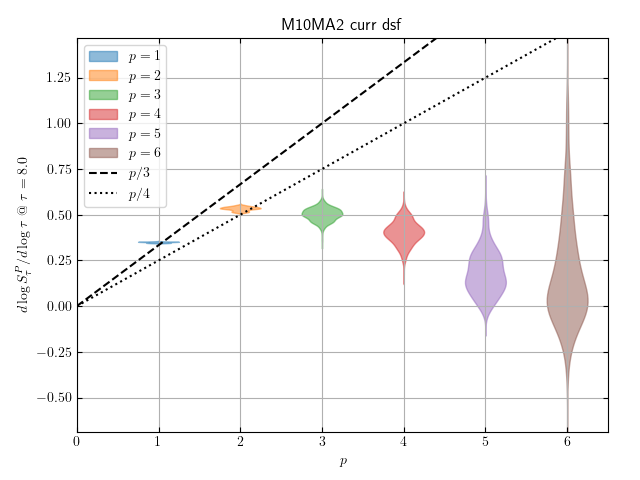 M10MA2 curr dsf
p = 1
p = 2
p = 3
p = 4
p = 5
p = 6
p/3
p/4
1.25
1.00
0.75
0.50
0.25
0.00
−0.25
−0.50
d log S_τ^p / d log τ @ τ = 8.0
0 1 2 3 4 5 6
p